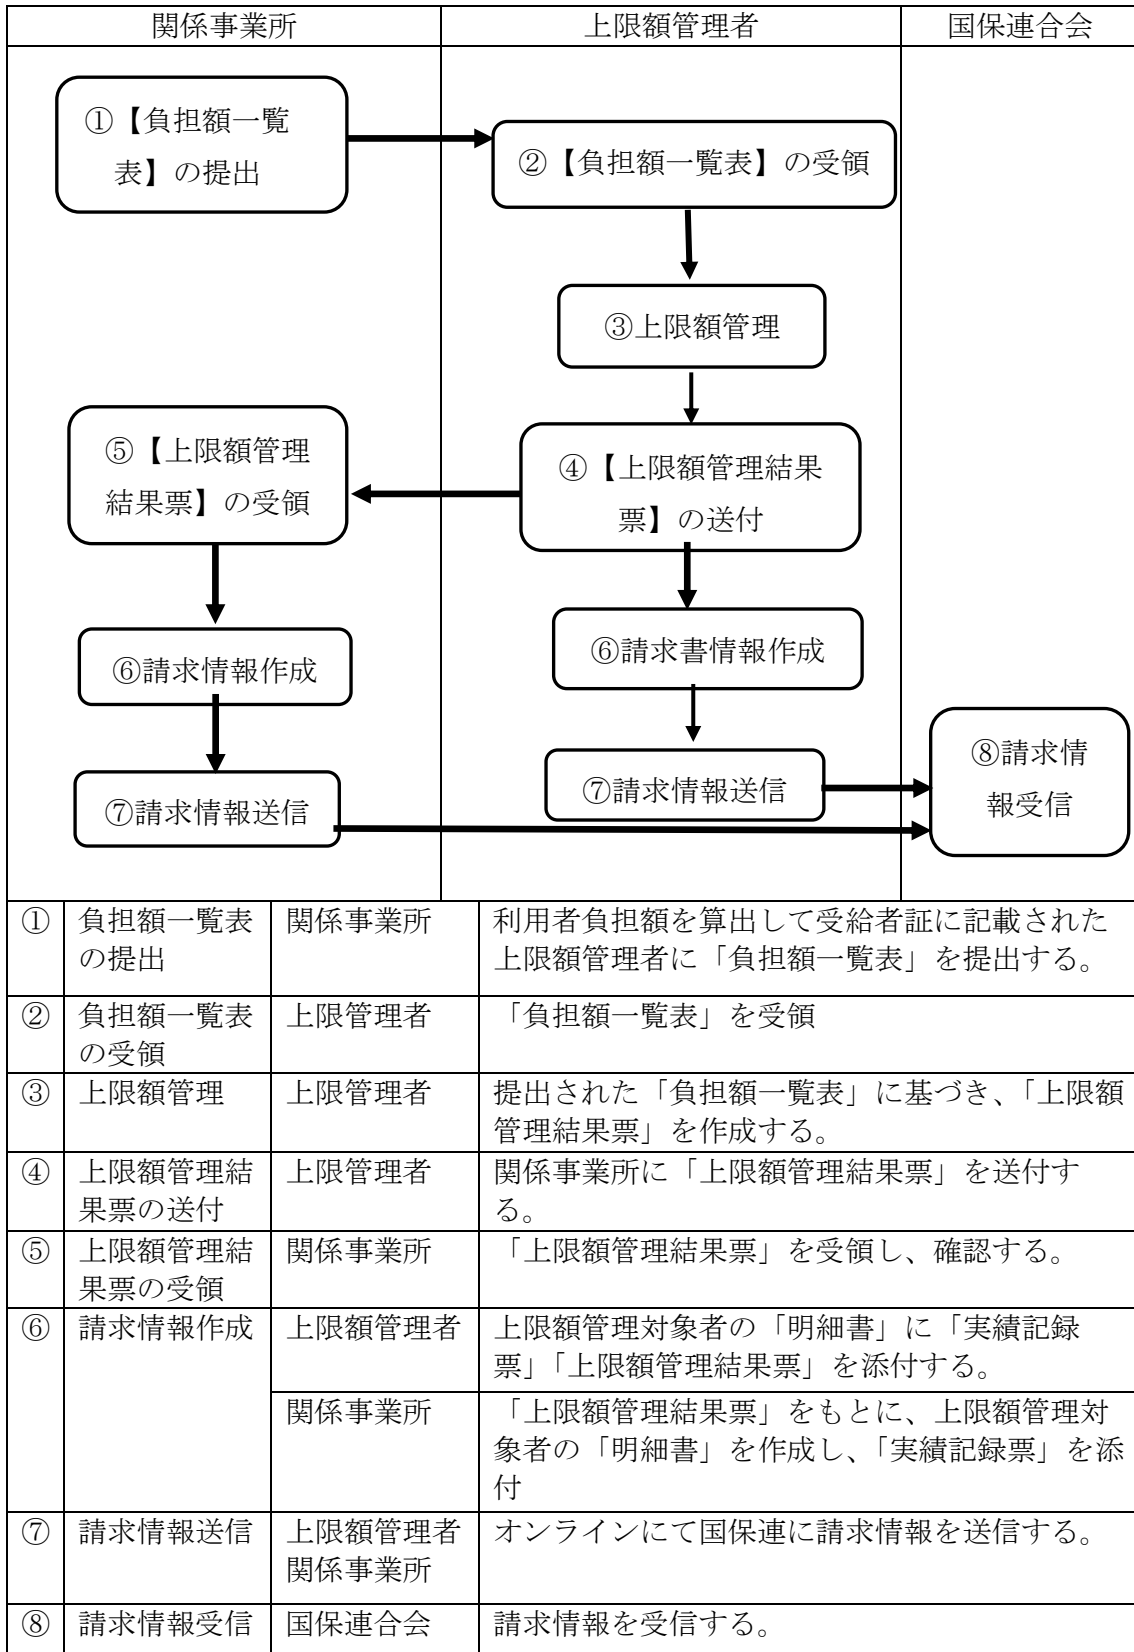 関係事業所 上限額管理者 国保連合会
①【負担額一覧
表】の提出
②【負担額一覧表】の受領
③上限額管理
④【上限額管理結果
票】の送付
⑤【上限額管理
結果票】の受領
⑥請求情報作成
⑥請求書情報作成
⑦請求情報送信
⑦請求情報送信
⑧請求情
報受信
① 負担額一覧表 関係事業所 利用者負担額を算出して受給者証に記載された
の提出 上限額管理者に「負担額一覧表」を提出する。
② 負担額一覧表 上限管理者 「負担額一覧表」を受領
の受領
③ 上限額管理 上限管理者 提出された「負担額一覧表」に基づき、「上限額
管理結果票」を作成する。
④ 上限額管理結 上限管理者 関係事業所に「上限額管理結果票」を送付す
果票の送付 る。
⑤ 上限額管理結 関係事業所 「上限額管理結果票」を受領し、確認する。
果票の受領
⑥ 請求情報作成 上限額管理者 上限額管理対象者の「明細書」に「実績記録
票」「上限額管理結果票」を添付する。
関係事業所 「上限額管理結果票」をもとに、上限額管理対
象者の「明細書」を作成し、「実績記録票」を添
付
⑦ 請求情報送信 上限額管理者 オンラインにて国保連に請求情報を送信する。
関係事業所
⑧ 請求情報受信 国保連合会 請求情報を受信する。